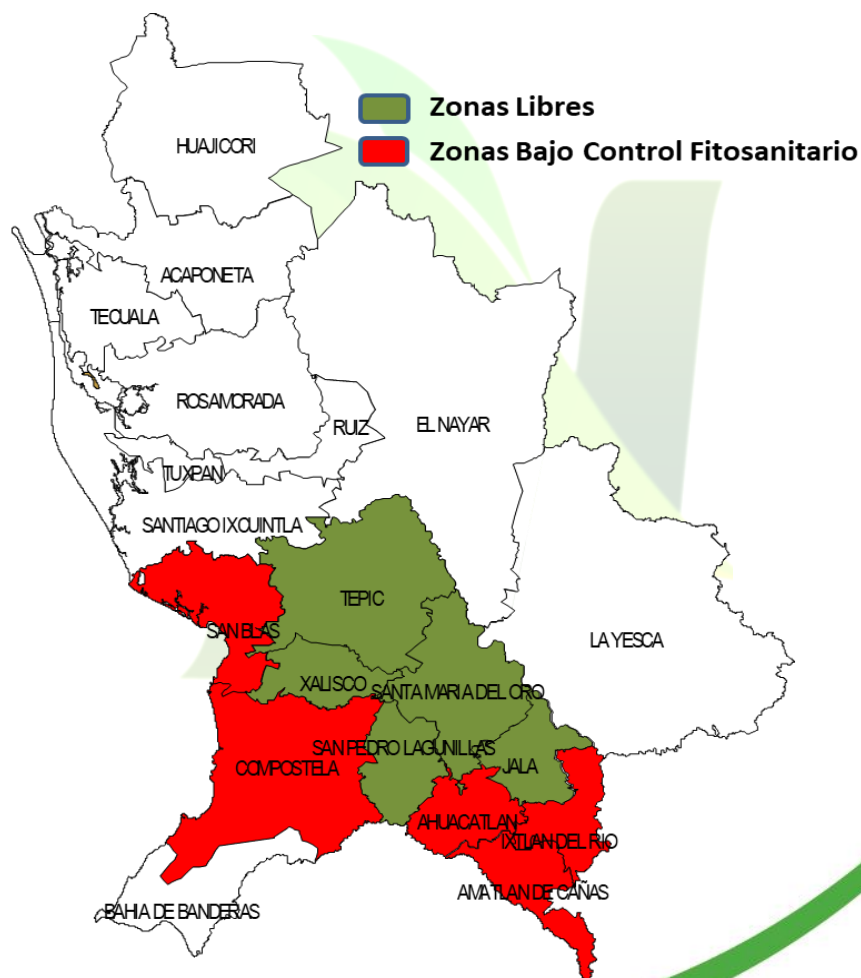 Zonas Libres
Zonas Bajo Control Fitosanitario
HUAJICORI
ACAPONETA
TECUALA
ROSAMORADA
RUIZ
EL NAYAR
TUXPAN
SANTIAGO IXCUINTLA
TEPIC
SAN BLAS
LA YESCA
XALISCO
SANTA MARIA DEL ORO
SAN PEDRO LAGUNILLAS
COMPOSTELA
JALA
AHUACATLAN
IXTLAN DEL RIO
AMATLAN DE CAÑAS
BAHIA DE BANDERAS